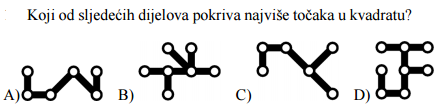 Koji od sljedećih dijelova pokriva najviše točaka u kvadratu?
A) B) C) D)